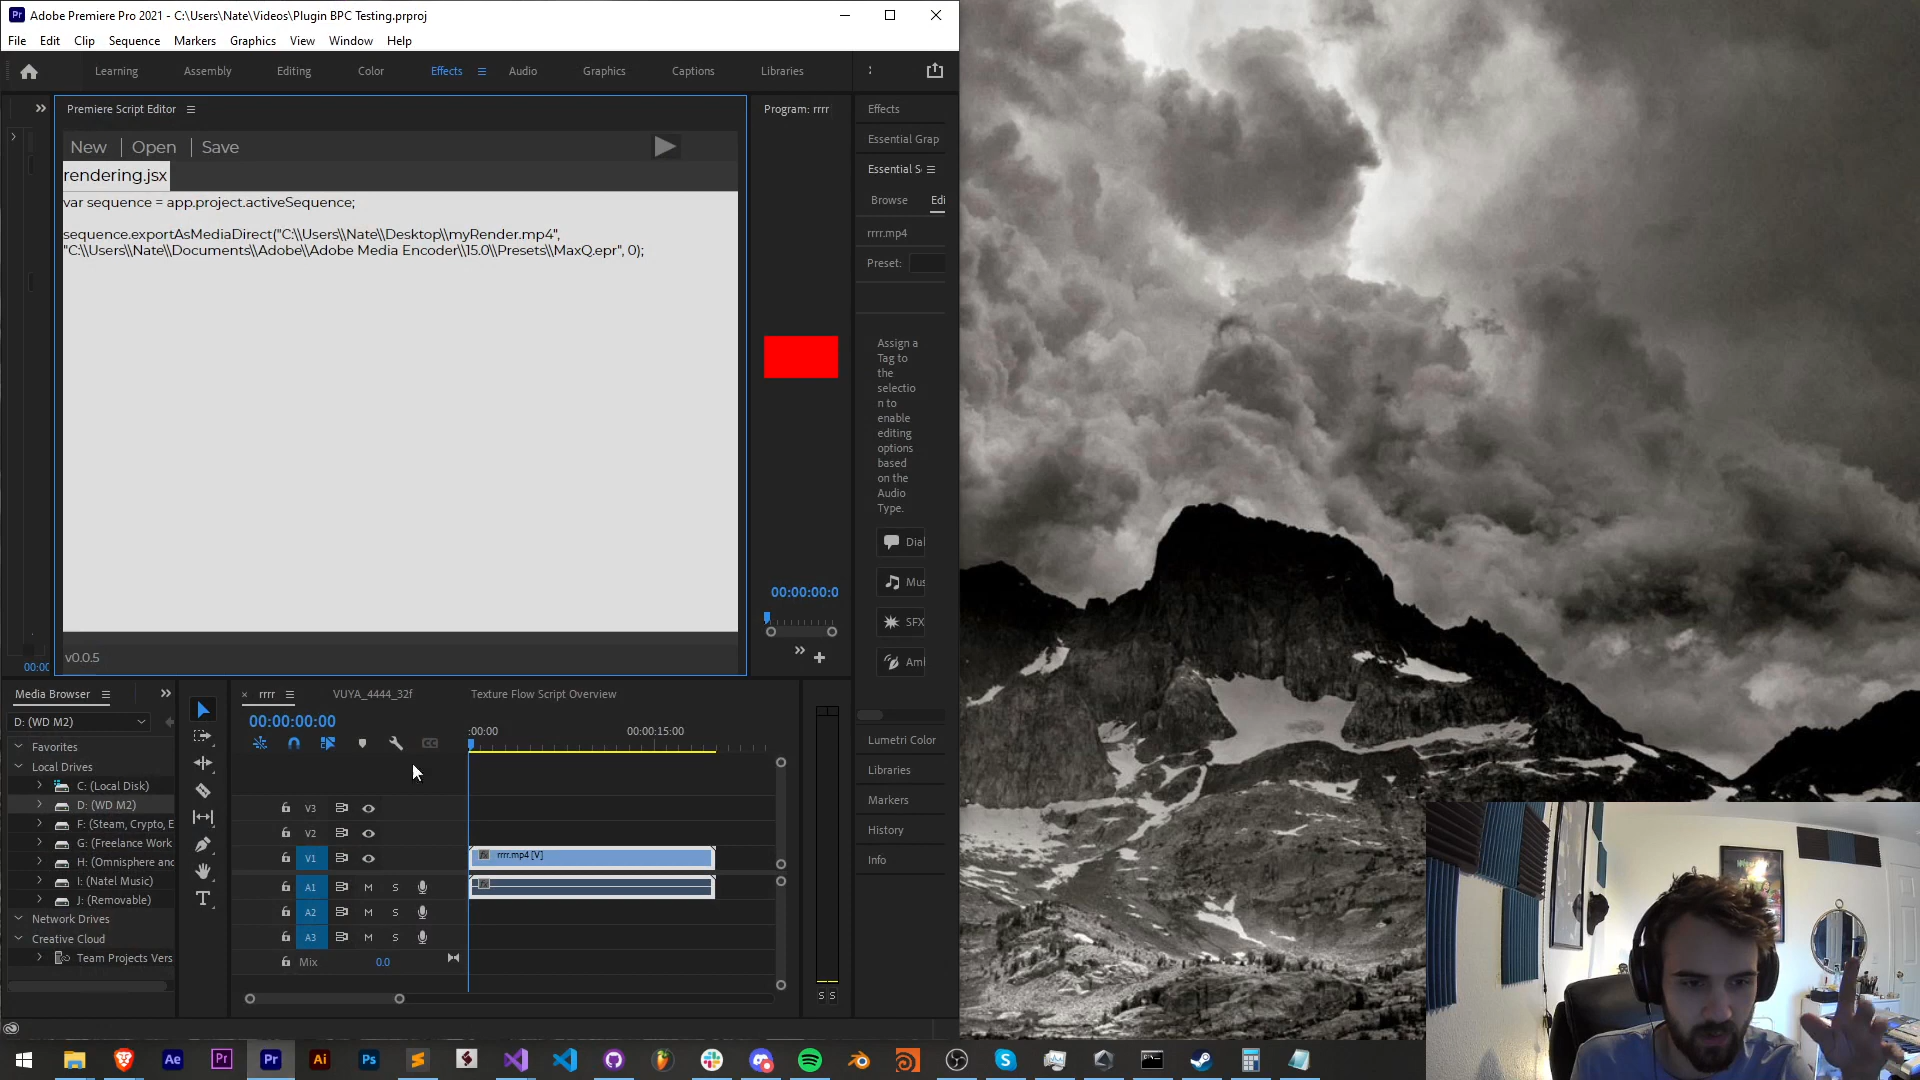 Adobe Premiere Pro 2021 - C:\Users\Nate\Videos\Plugin BPC Testing.prproj
File Edit Clip Sequence Markers Graphics View Window Help
Learning Assembly Editing Color Effects Audio Graphics Captions Libraries
Premiere Script Editor
New | Open | Save
rendering.jsx
var sequence = app.project.activeSequence;
sequence.exportAsMediaDirect("C:\\Users\\Nate\\Desktop\\myRender.mp4",
"C:\\Users\\Nate\\Documents\\Adobe\\Adobe Media Encoder\\15.0\\Presets\\MaxQ.epr", 0);
v0.0.5
00:00
Program: rrrr
00:00:00:0
Effects
Essential Grap
Essential S
Browse Edi
rrrr.mp4
Preset:
Assign a
Tag to
the
selectio
n to
enable
editing
options
based
on the
Audio
Type.
Dial
Mus
SFX
Aml
Lumetri Color
Libraries
Markers
History
Info
Media Browser
D: (WD M2)
Favorites
Local Drives
C: (Local Disk)
D: (WD M2)
F: (Steam, Crypto, E
G: (Freelance Work
H: (Omnisphere and
I: (Natel Music)
J: (Removable)
Network Drives
Creative Cloud
Team Projects Vers
× rrrr VUYA_4444_32f Texture Flow Script Overview
00:00:00:00
:00:00 00:00:15:00
V3
V2
V1
rrrr.mp4 [V]
A1 M S
A2 M S
A3 M S
Mix 0.0
S S
Ae Pr Pr Ai Ps